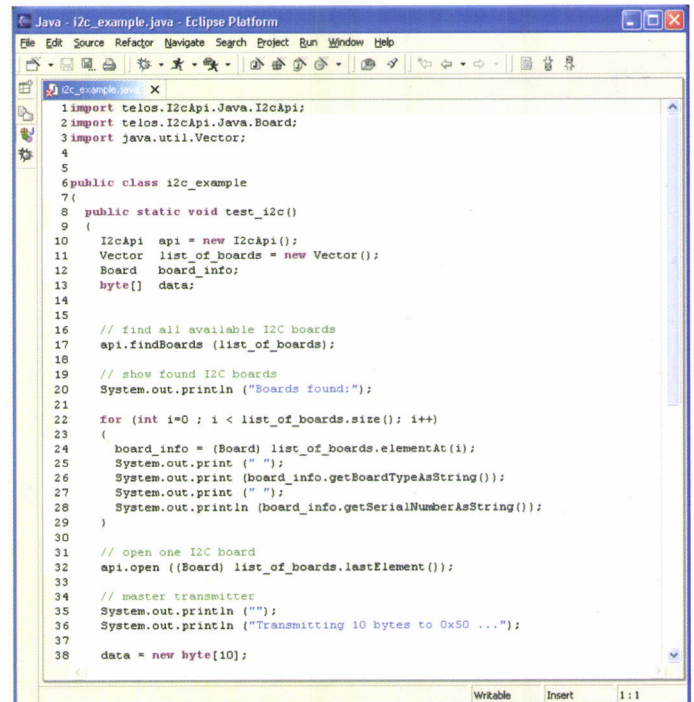 Java - i2c_example.java - Eclipse Platform
File Edit Source Refactor Navigate Search Project Run Window Help
i2c_example.java X
1 import telos.I2cApi.Java.I2cApi;
2 import telos.I2cApi.Java.Board;
3 import java.util.Vector;
4
5
6 public class i2c_example
7 {
8 public static void test_i2c()
9 {
10 I2cApi api = new I2cApi();
11 Vector list_of_boards = new Vector();
12 Board board_info;
13 byte[] data;
14
15
16 // find all available I2C boards
17 api.findBoards (list_of_boards);
18
19 // show found I2C boards
20 System.out.println ("Boards found:");
21
22 for (int i=0 ; i < list_of_boards.size(); i++)
23 {
24 board_info = (Board) list_of_boards.elementAt(i);
25 System.out.print (" ");
26 System.out.print (board_info.getBoardTypeAsString());
27 System.out.print (" ");
28 System.out.println (board_info.getSerialNumberAsString());
29 }
30
31 // open one I2C board
32 api.open ((Board) list_of_boards.lastElement());
33
34 // master transmitter
35 System.out.println ("");
36 System.out.println ("Transmitting 10 bytes to 0x50 ...");
37
38 data = new byte[10];
Writable Insert 1 : 1